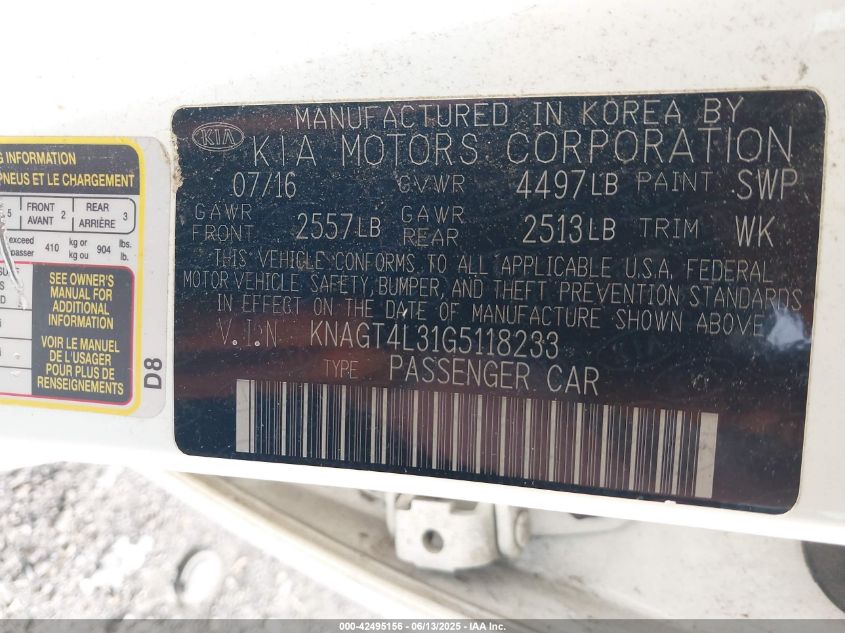 MANUFACTURED IN KOREA BY
KIA KIA MOTORS CORPORATION
07/16 GVWR 4497LB PAINT SWP
GAWR FRONT 2557LB GAWR REAR 2513LB TRIM WK
THIS VEHICLE CONFORMS TO ALL APPLICABLE U.S.A. FEDERAL
MOTOR VEHICLE SAFETY, BUMPER, AND THEFT PREVENTION STANDARDS
IN EFFECT ON THE DATE OF MANUFACTURE SHOWN ABOVE.
V.I.N KNAGT4L31G5118233
TYPE PASSENGER CAR
G INFORMATION
PNEUS ET LE CHARGEMENT
5 FRONT AVANT 2 REAR ARRIÈRE 3
exceed 410 kg or kg ou 904 lbs. lb.
SEE OWNER'S
MANUAL FOR
ADDITIONAL
INFORMATION
VOIR LE MANUEL
DE L'USAGER
POUR PLUS DE
RENSEIGNEMENTS
D8
000-42495156 - 06/13/2025 - © IAA Holdings, LLC